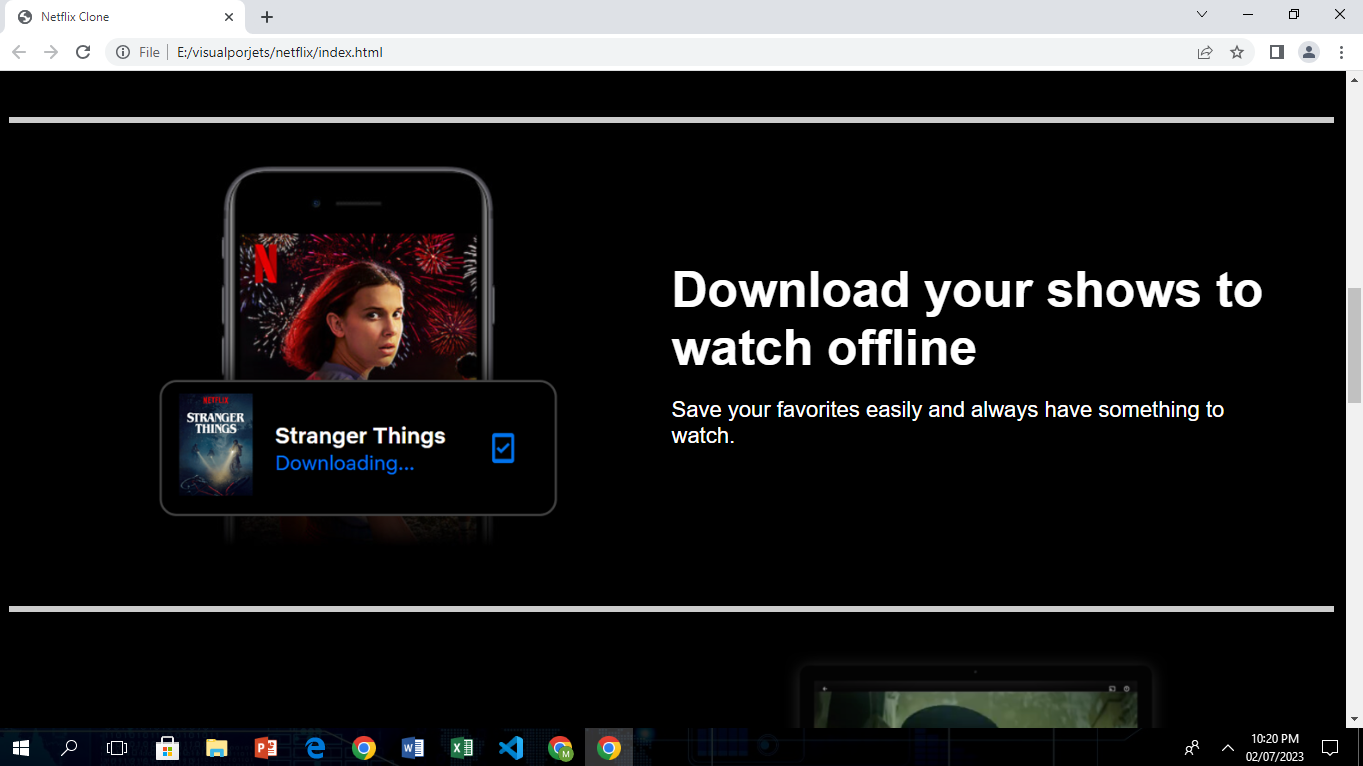 Netflix Clone
File
E:/visualporjets/netflix/index.html
N
NETFLIX
STRANGER
THINGS
Stranger Things
Downloading...
Download your shows to
watch offline
Save your favorites easily and always have something to
watch.
M
10:20 PM
02/07/2023